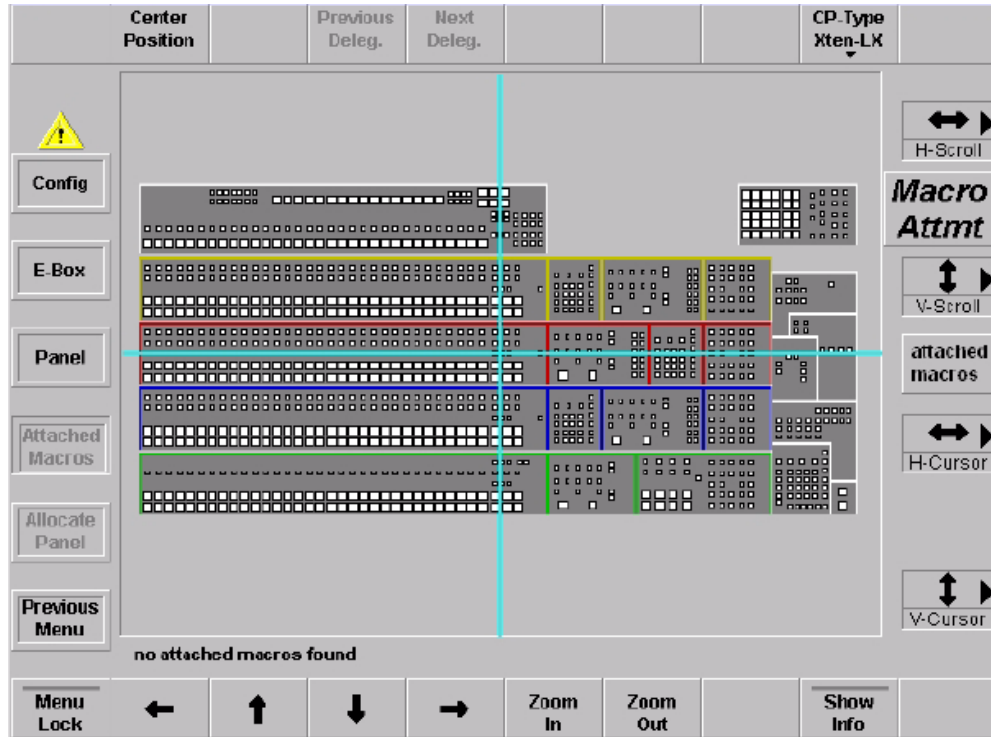 Center
Position
Previous
Deleg.
Next
Deleg.
CP-Type
Xten-LX
H-Scroll
Config
Macro
Attmt
E-Box
V-Scroll
Panel
attached
macros
Attached
Macros
H-Cursor
Allocate
Panel
Previous
Menu
V-Cursor
no attached macros found
Menu
Lock
Zoom
In
Zoom
Out
Show
Info